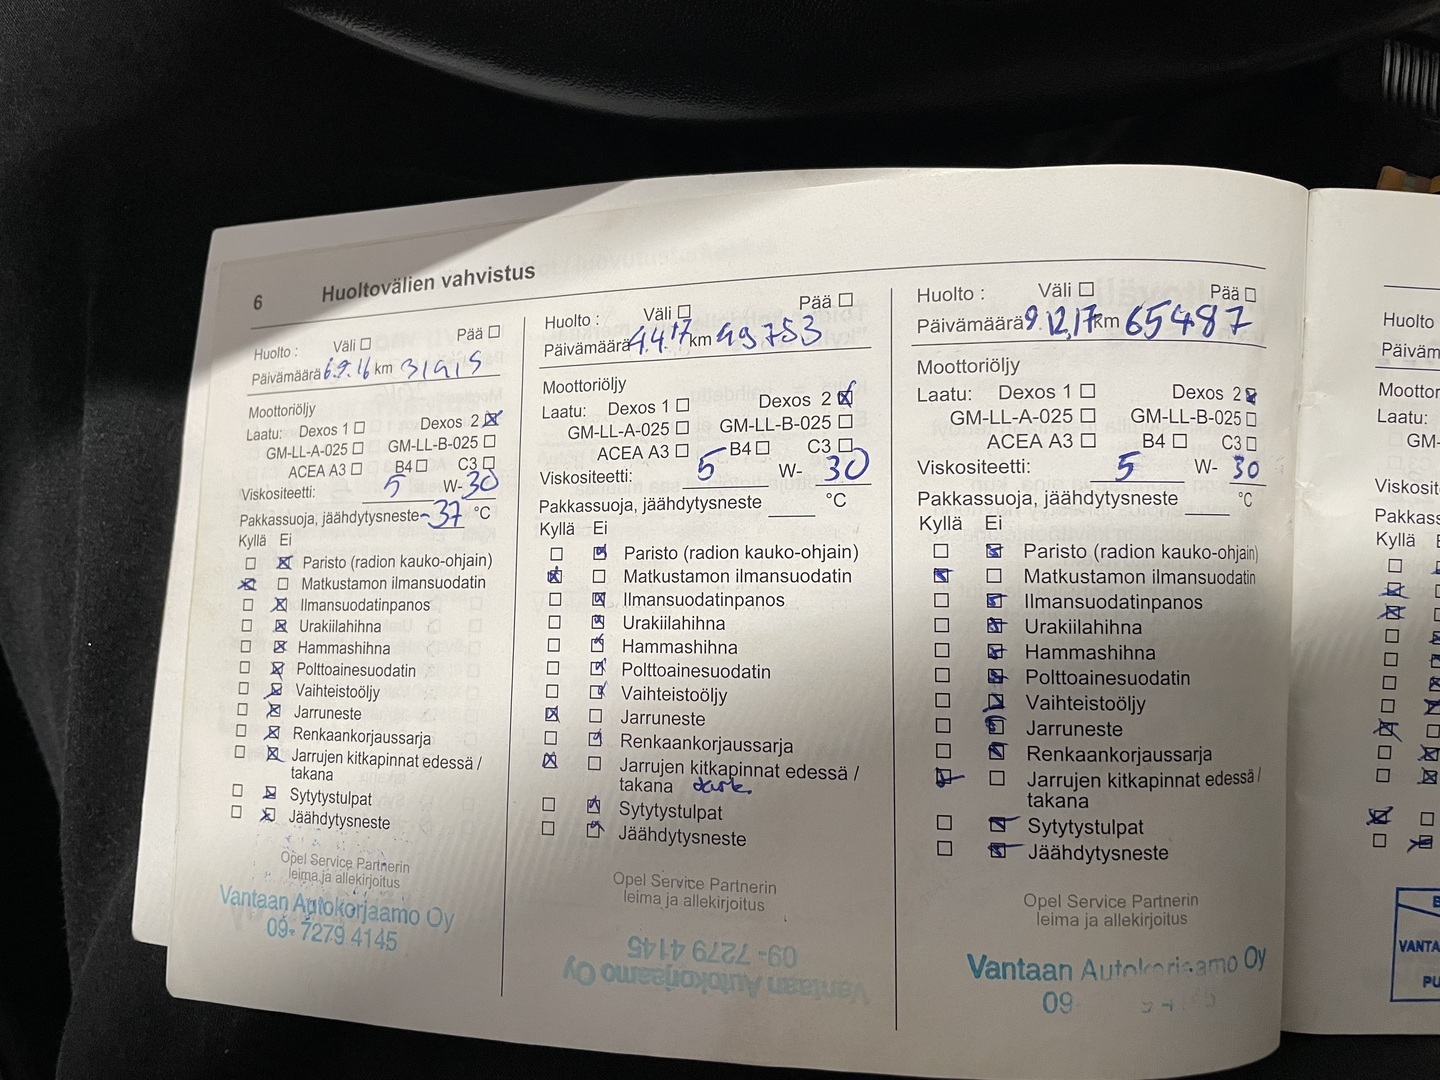 6 Huoltovälien vahvistus
Huolto : Väli Pää
Päivämäärä 6.9.16 km 31915
Moottoriöljy
Laatu: Dexos 1 Dexos 2
GM-LL-A-025 GM-LL-B-025
ACEA A3 B4 C3
Viskositeetti: 5 W- 30
Pakkassuoja, jäähdytysneste -37 °C
Kyllä Ei
Paristo (radion kauko-ohjain)
Matkustamon ilmansuodatin
Ilmansuodatinpanos
Urakiilahihna
Hammashihna
Polttoainesuodatin
Vaihteistoöljy
Jarruneste
Renkaankorjaussarja
Jarrujen kitkapinnat edessä /
takana
Sytytystulpat
Jäähdytysneste
Opel Service Partnerin
leima ja allekirjoitus
Vantaan Autokorjaamo Oy
09- 7279 4145
Huolto : Väli Pää
Päivämäärä 4.4.17 km 49753
Moottoriöljy
Laatu: Dexos 1 Dexos 2
GM-LL-A-025 GM-LL-B-025
ACEA A3 B4 C3
Viskositeetti: 5 W- 30
Pakkassuoja, jäähdytysneste °C
Kyllä Ei
Paristo (radion kauko-ohjain)
Matkustamon ilmansuodatin
Ilmansuodatinpanos
Urakiilahihna
Hammashihna
Polttoainesuodatin
Vaihteistoöljy
Jarruneste
Renkaankorjaussarja
Jarrujen kitkapinnat edessä /
takana
Sytytystulpat
Jäähdytysneste
Opel Service Partnerin
leima ja allekirjoitus
Vantaan Autokorjaamo Oy
09- 7279 4145
Huolto : Väli Pää
Päivämäärä 9.12.17 km 65487
Moottoriöljy
Laatu: Dexos 1 Dexos 2
GM-LL-A-025 GM-LL-B-025
ACEA A3 B4 C3
Viskositeetti: 5 W- 30
Pakkassuoja, jäähdytysneste °C
Kyllä Ei
Paristo (radion kauko-ohjain)
Matkustamon ilmansuodatin
Ilmansuodatinpanos
Urakiilahihna
Hammashihna
Polttoainesuodatin
Vaihteistoöljy
Jarruneste
Renkaankorjaussarja
Jarrujen kitkapinnat edessä /
takana
Sytytystulpat
Jäähdytysneste
Opel Service Partnerin
leima ja allekirjoitus
Vantaan Autokorjaamo Oy
09
Huolto
Päiväm
Moottor
Laatu:
GM-
Viskosit
Pakkas
Kyllä
VANTA
PU